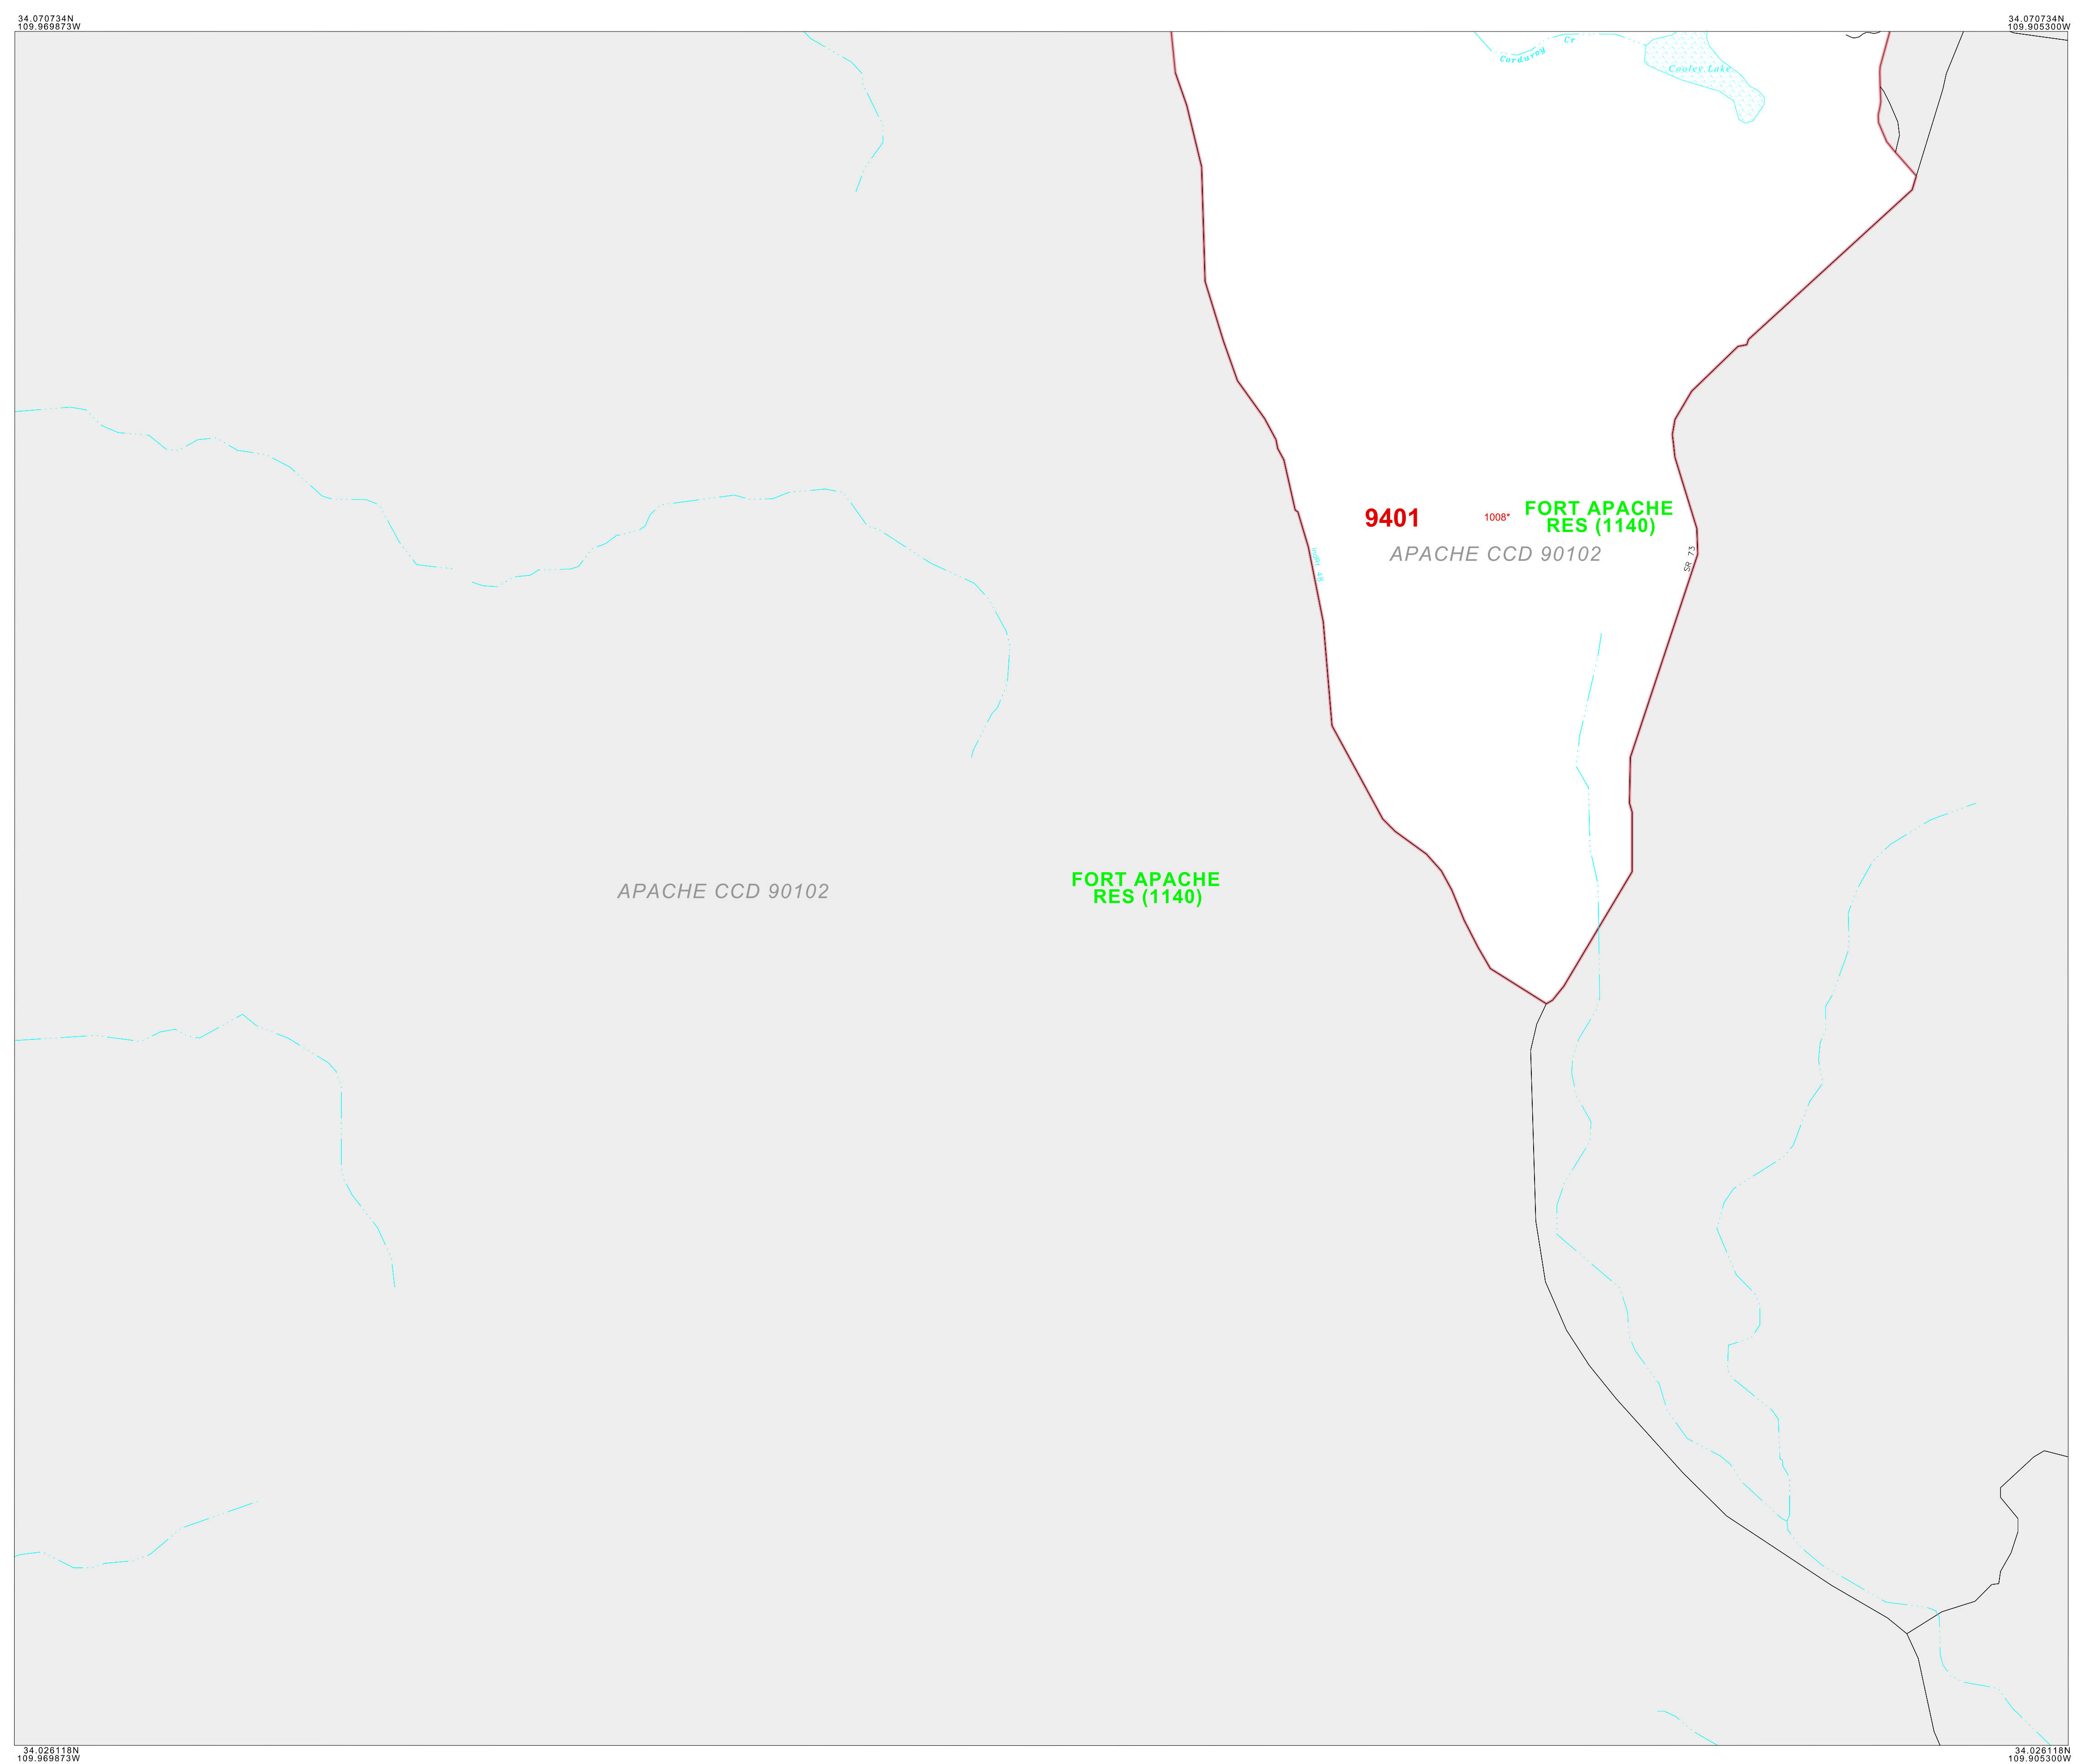 34.070734N
109.969873W
34.070734N
109.905300W
Corduroy Cr
Cooley Lake
9401
1008*
FORT APACHE
RES (1140)
APACHE CCD 90102
SR 73
FORT APACHE
RES (1140)
APACHE CCD 90102
34.026118N
109.969873W
34.026118N
109.905300W